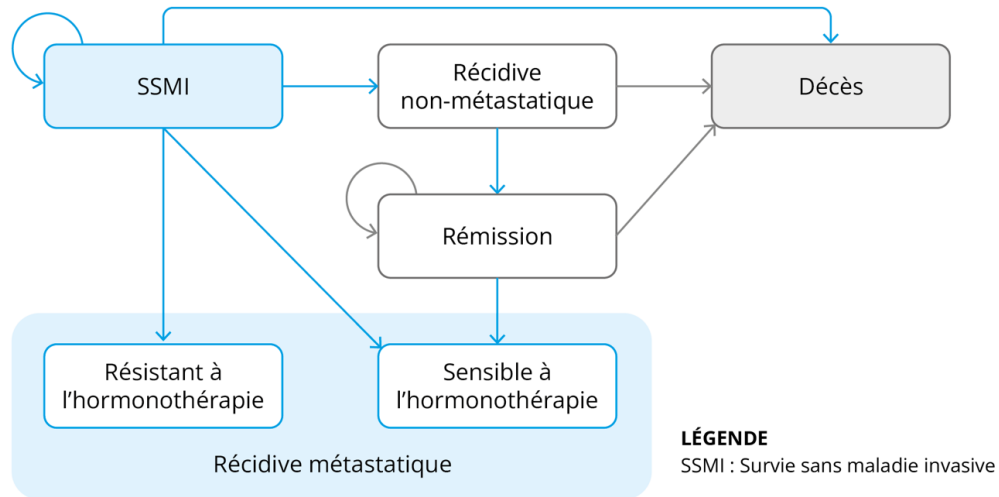 SSMI
Récidive
non-métastatique
Décès
Rémission
Résistant à
l’hormonothérapie
Sensible à
l’hormonothérapie
Récidive métastatique
LÉGENDE
SSMI : Survie sans maladie invasive